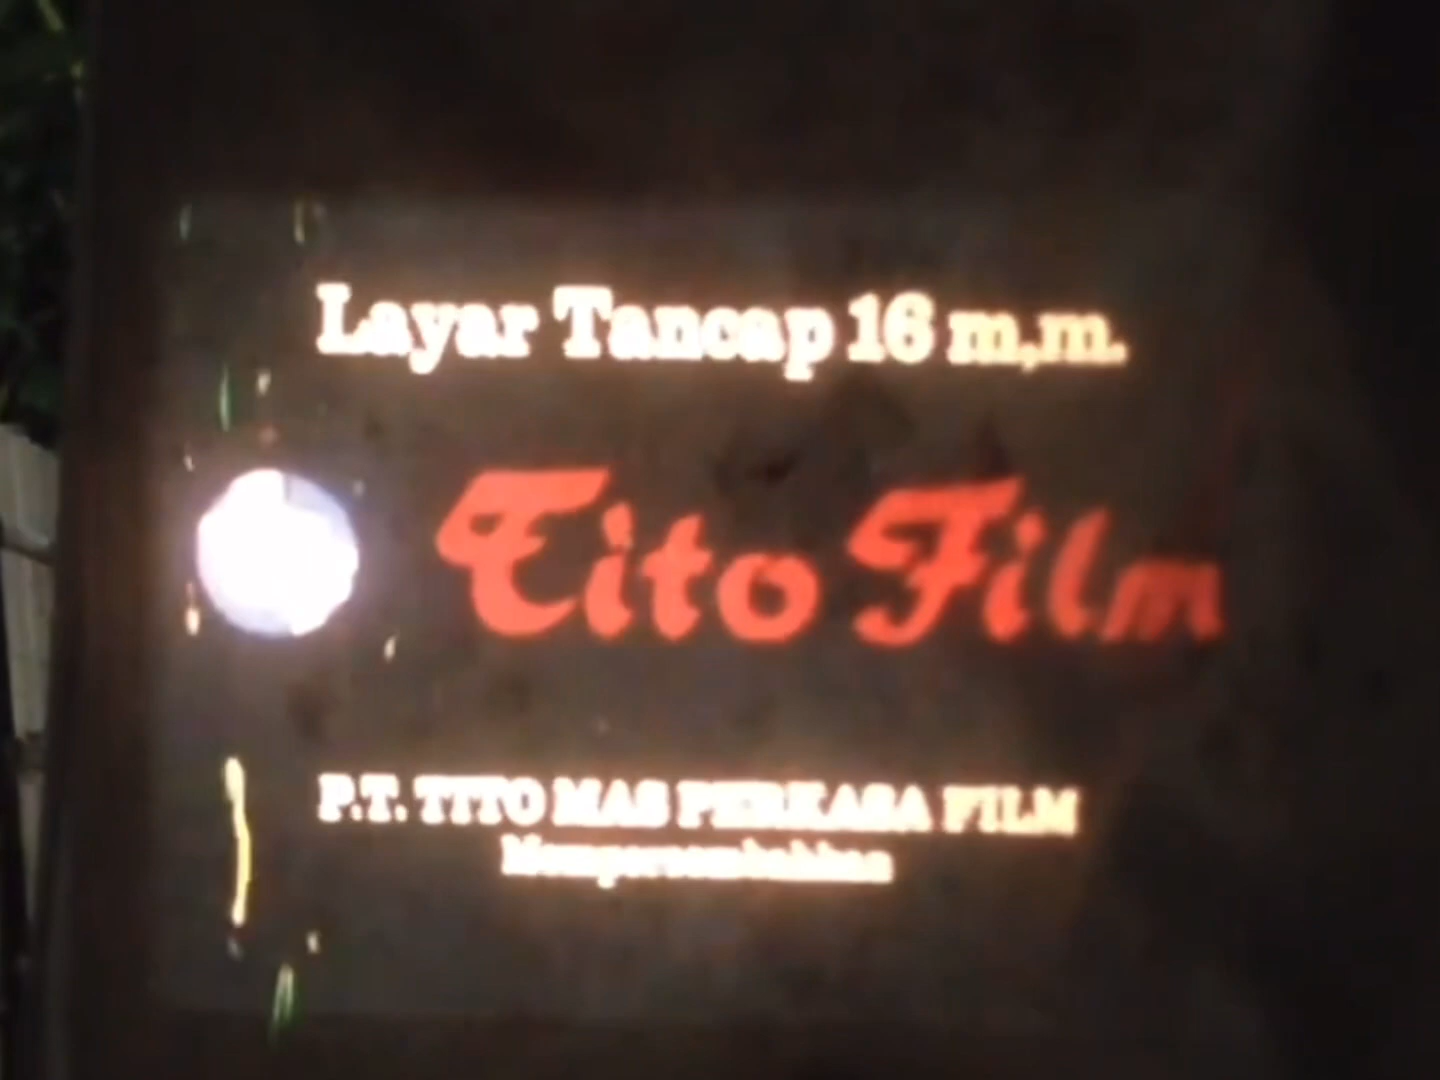 Layar Tancap 16 m.m.
Tito Film
P.T. TITO MAS PERKASA FILM
Mempersembahkan